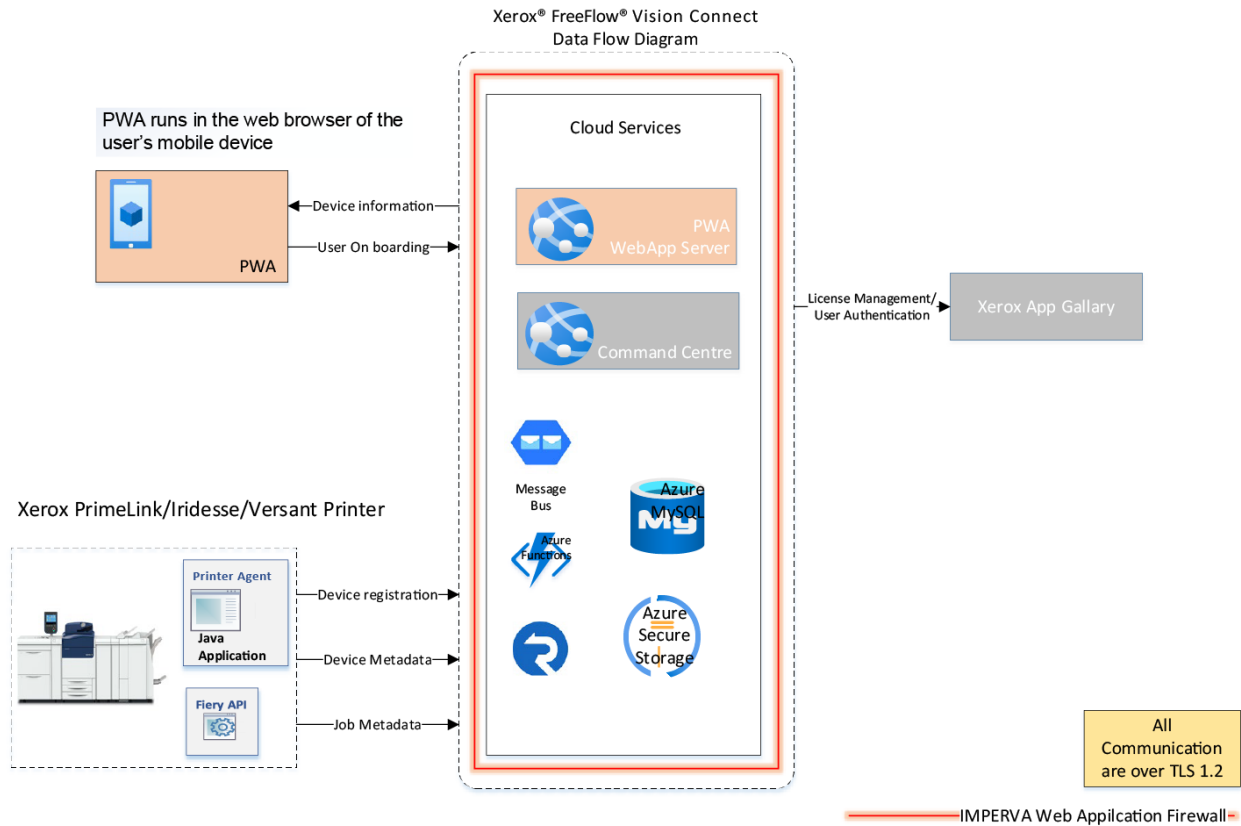 Xerox® FreeFlow® Vision Connect
Data Flow Diagram
PWA runs in the web browser of the
user's mobile device
PWA
Device information
User On boarding
Cloud Services
PWA
WebApp Server
Command Centre
License Management/
User Authentication
Xerox App Gallary
Message
Bus
Azure
MySQL
My
Azure
Functions
Azure
Secure
Storage
Xerox PrimeLink/Iridesse/Versant Printer
Printer Agent
Java
Application
Fiery API
Device registration
Device Metadata
Job Metadata
All
Communication
are over TLS 1.2
IMPERVA Web Appilcation Firewall